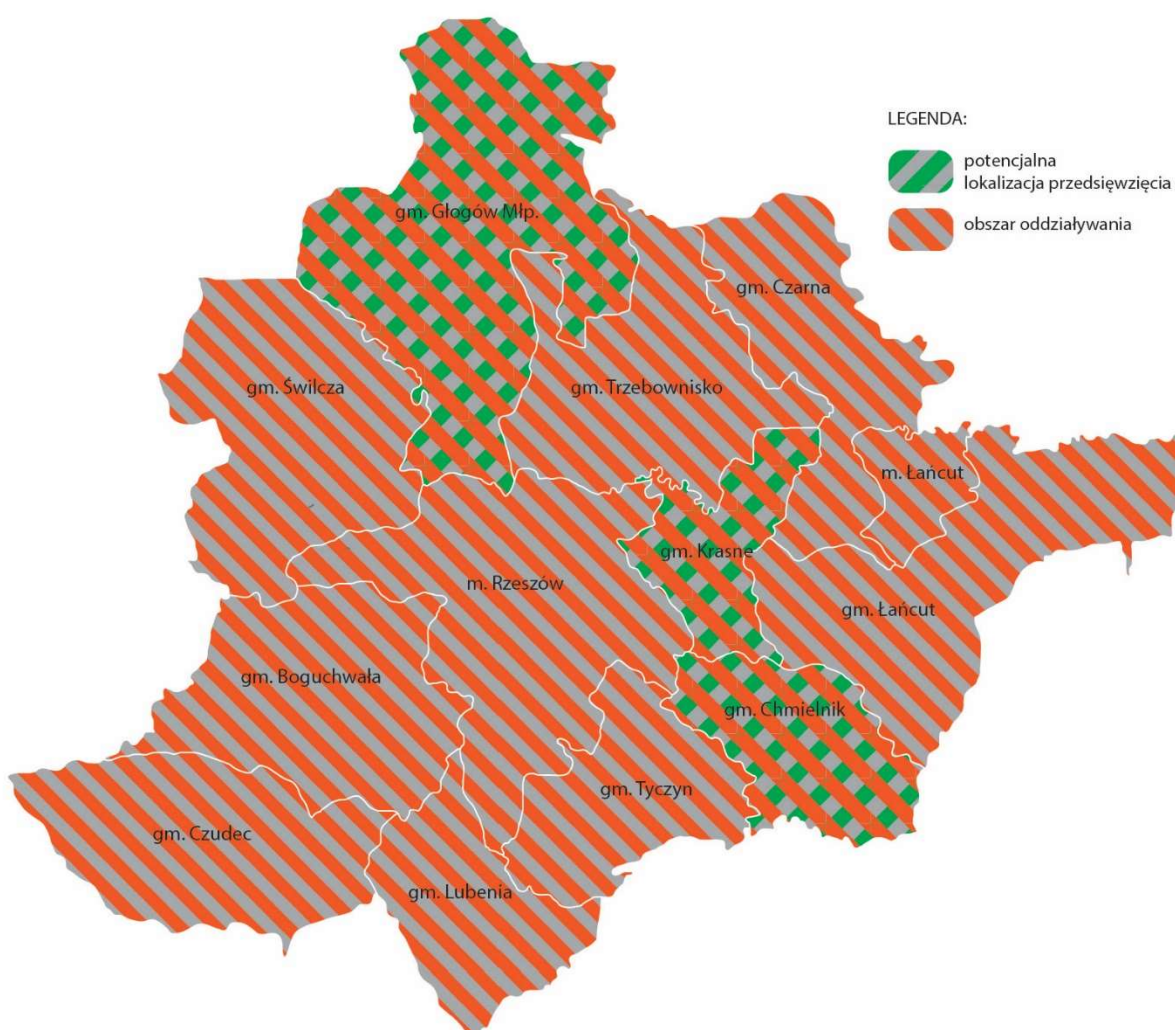 LEGENDA:
potencjalna
lokalizacja przedsięwzięcia
obszar oddziaływania
gm. Głogów Młp.
gm. Czarna
gm. Świlcza
gm. Trzebownisko
m. Łańcut
gm. Krasne
m. Rzeszów
gm. Łańcut
gm. Boguchwała
gm. Chmielnik
gm. Tyczyn
gm. Czudec
gm. Lubenia